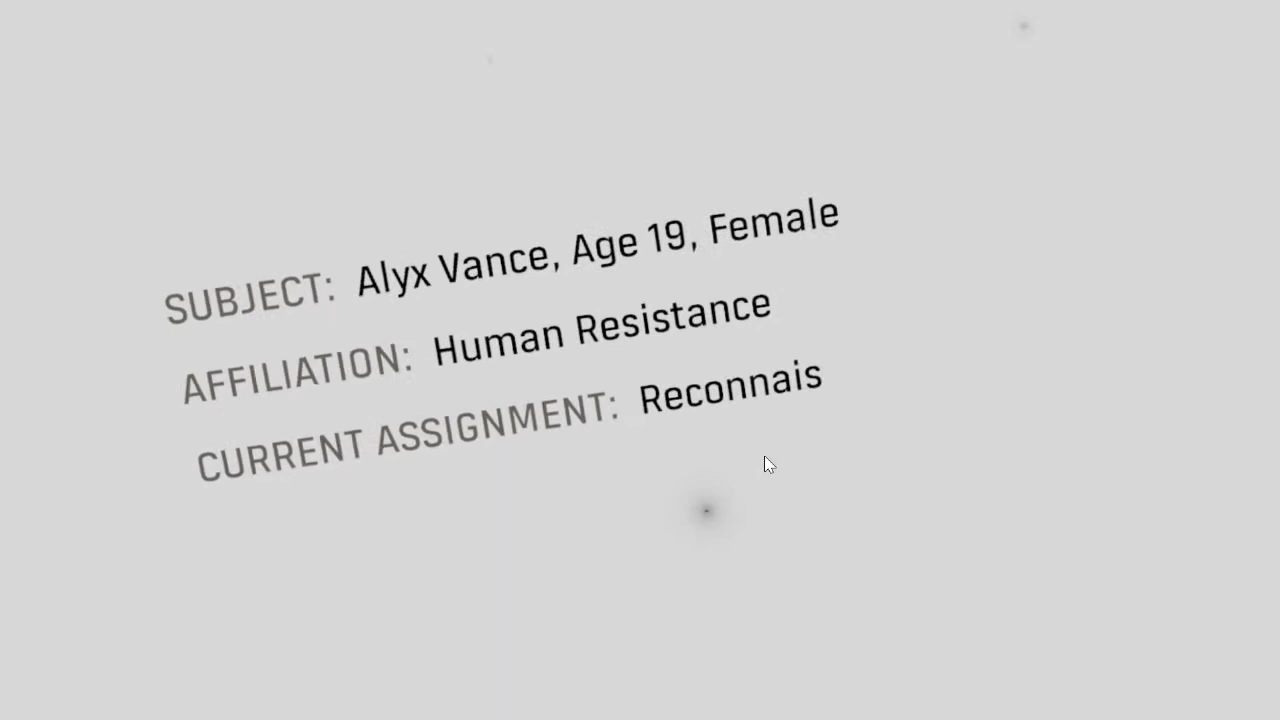 SUBJECT: Alyx Vance, Age 19, Female
AFFILIATION: Human Resistance
CURRENT ASSIGNMENT: Reconnais